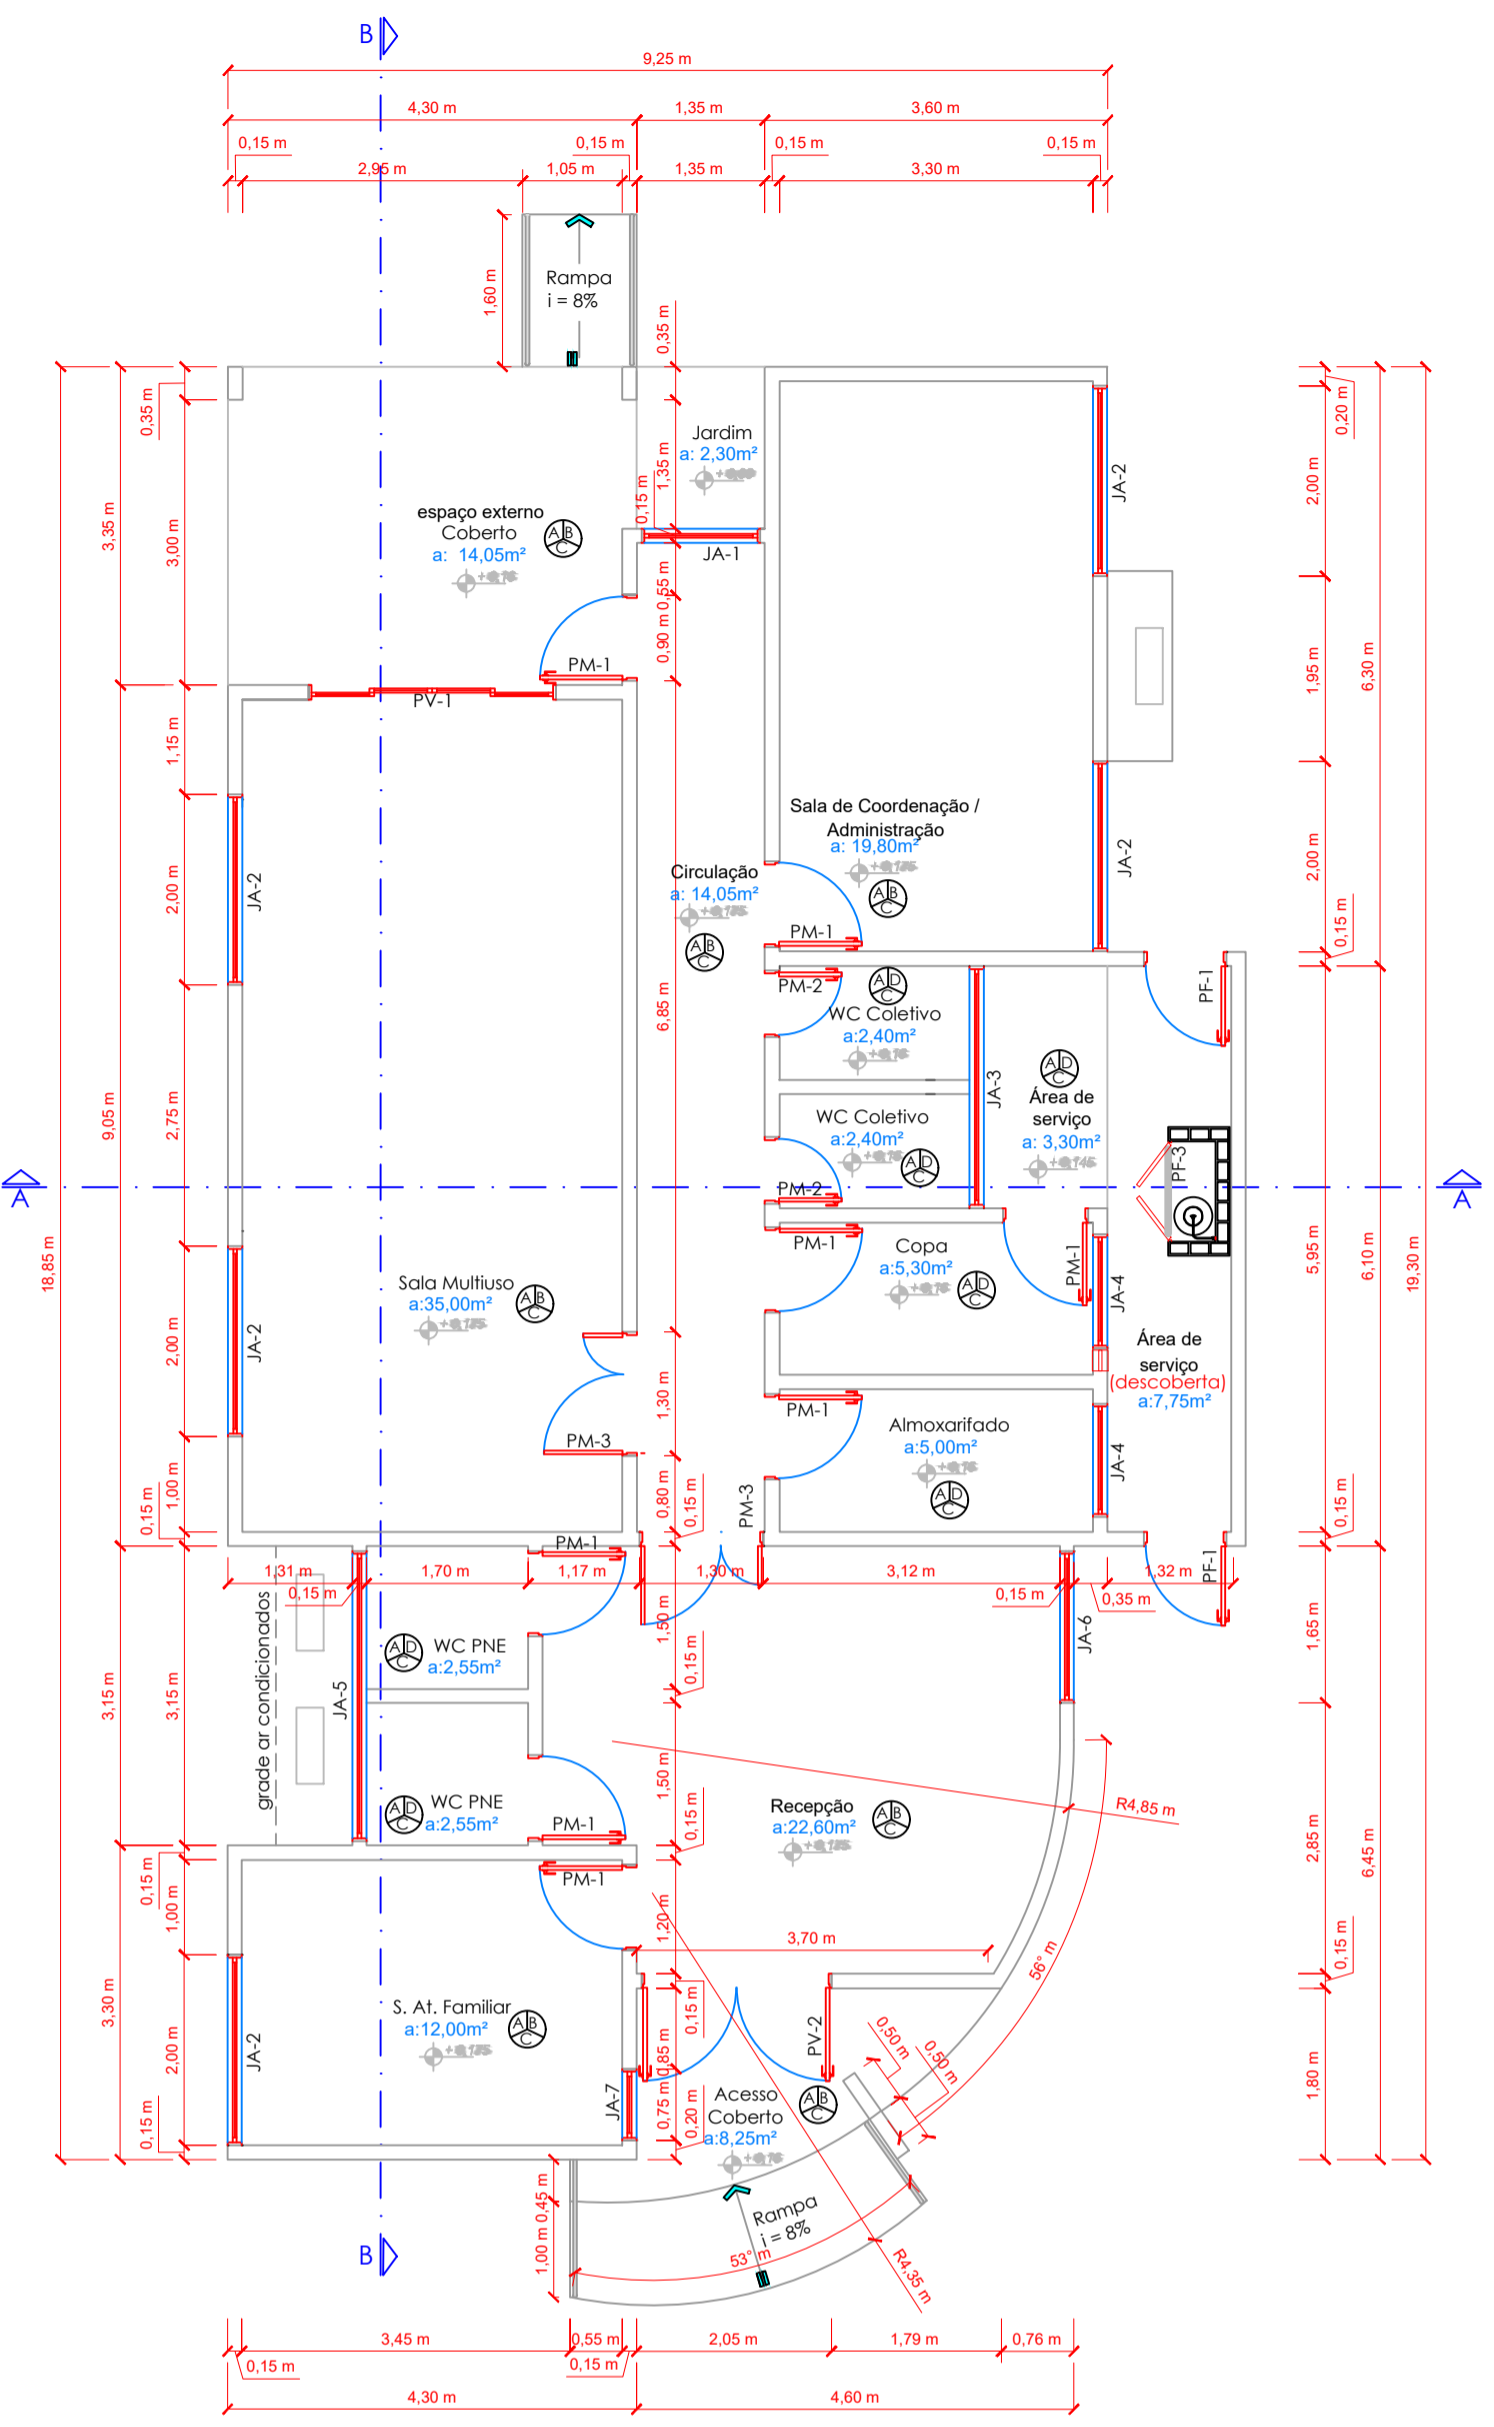 B
9,25 m
4,30 m
1,35 m
3,60 m
0,15 m
0,15 m
0,15 m
0,15 m
2,95 m
1,05 m
1,35 m
3,30 m
Rampa
i = 8%
1,60 m
0,35 m
0,35 m
3,35 m
3,00 m
Jardim
a: 2,30m²
1,35 m
0,15 m
JA-1
espaço externo
Coberto
a: 14,05m²
A B
C
0,55 m
0,90 m
PM-1
PV-1
0,20 m
2,00 m
JA-2
1,95 m
6,30 m
2,00 m
JA-2
0,15 m
Sala de Coordenação /
Administração
a: 19,80m²
A B
C
PM-1
Circulação
a: 14,05m²
A B
C
6,85 m
1,15 m
2,00 m
JA-2
2,75 m
9,05 m
18,85 m
PM-2
A D
C
WC Coletivo
a:2,40m²
WC Coletivo
a:2,40m²
A D
C
PM-2
JA-3
A D
C
Área de
serviço
a: 3,30m²
PF-1
PF-3
A
A
5,95 m
6,10 m
19,30 m
PM-1
Copa
a:5,30m²
A D
C
PM-1
JA-4
Área de
serviço
(descoberta)
a:7,75m²
Sala Multiuso
a:35,00m²
A B
C
2,00 m
JA-2
1,30 m
PM-3
PM-1
Almoxarifado
a:5,00m²
A D
C
JA-4
1,00 m
0,15 m
0,80 m
0,15 m
PM-3
0,15 m
PM-1
1,31 m
0,15 m
1,70 m
1,17 m
1,30 m
3,12 m
0,15 m
0,35 m
1,32 m
PF-1
grade ar condicionados
JA-5
A D
C
WC PNE
a:2,55m²
1,50 m
0,15 m
JA-6
1,65 m
3,15 m
3,15 m
A D
C
WC PNE
a:2,55m²
PM-1
1,50 m
0,15 m
Recepção
a:22,60m²
A B
C
R4,85 m
2,85 m
6,45 m
0,15 m
1,00 m
PM-1
1,20 m
3,70 m
56° m
0,15 m
3,30 m
S. At. Familiar
a:12,00m²
A B
C
2,00 m
JA-2
0,15 m
0,15 m
0,85 m
0,75 m
0,20 m
JA-7
PV-2
0,50 m
0,50 m
1,80 m
Acesso
Coberto
a:8,25m²
A B
C
0,45 m
1,00 m
Rampa
i = 8%
53° m
R4,35 m
B
3,45 m
0,55 m
2,05 m
1,79 m
0,76 m
0,15 m
0,15 m
4,30 m
4,60 m